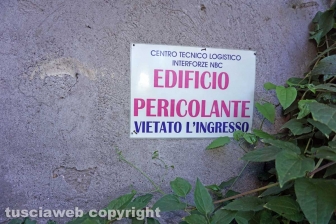 CENTRO TECNICO LOGISTICO
INTERFORZE NBC
EDIFICIO
PERICOLANTE
VIETATO L'INGRESSO
tusciaweb copyright